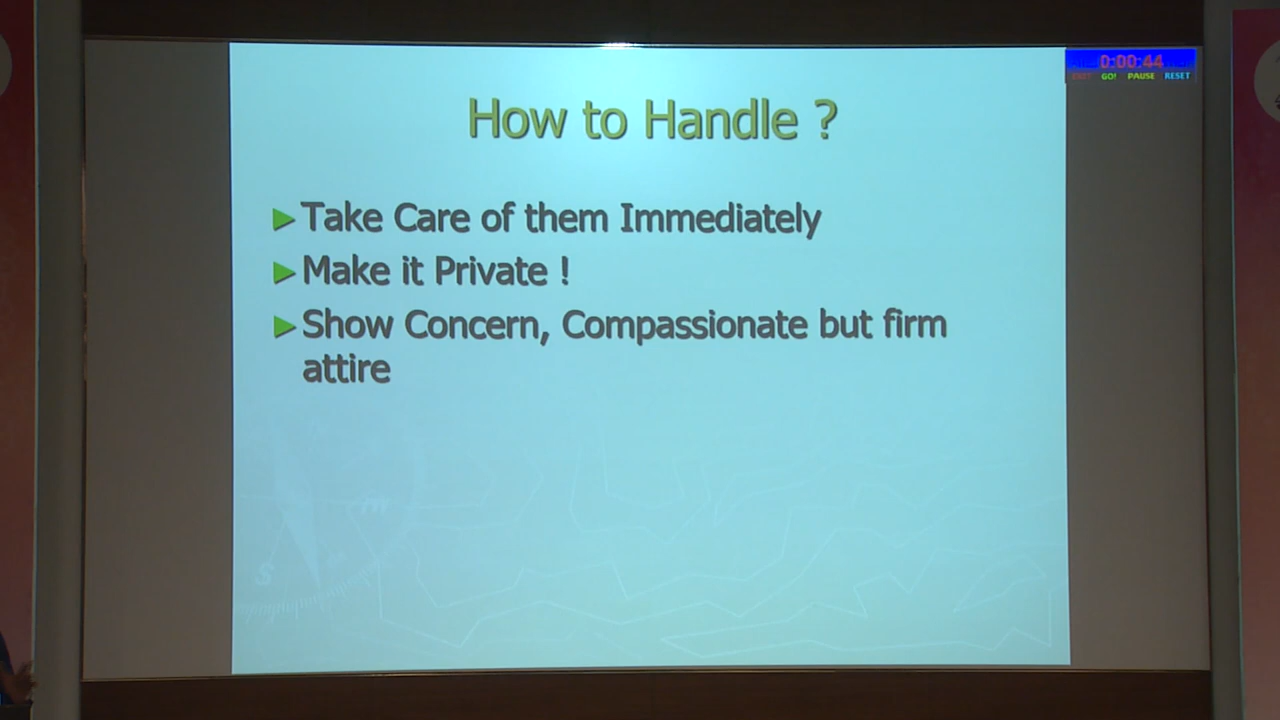 0:00:44
GO! PAUSE RESET
How to Handle ?
Take Care of them Immediately
Make it Private !
Show Concern, Compassionate but firm
attire